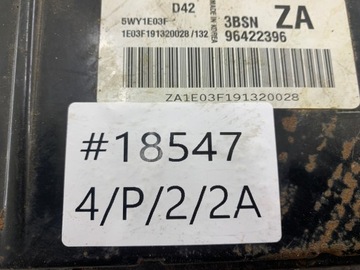 D42
5WY1E03F
1E03F191320028 /132
MADE IN KOREA
3BSN ZA
96422396
ZA1E03F191320028
#18547
4/P/2/2A